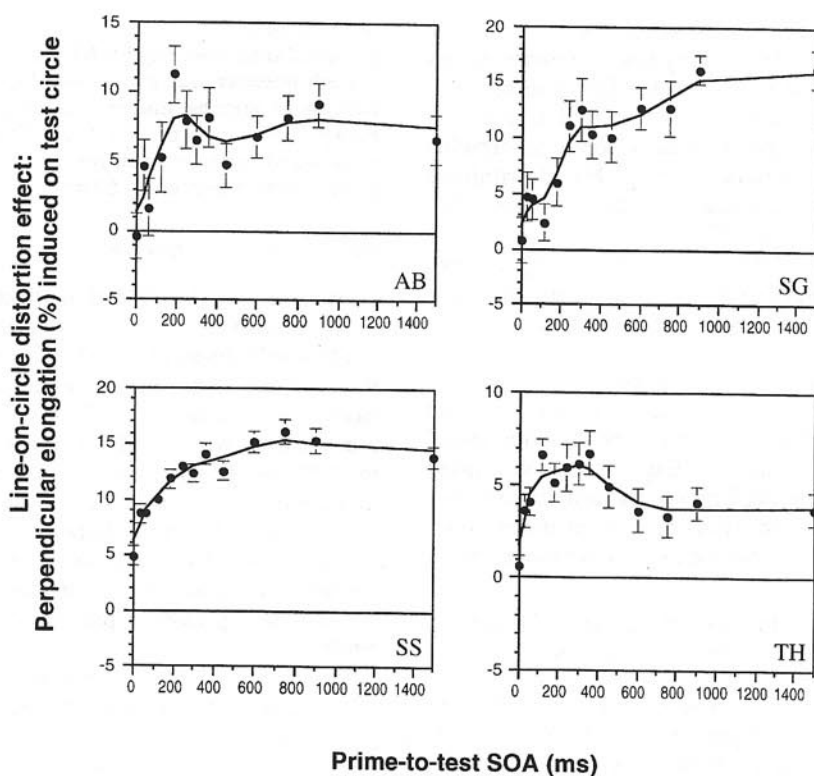 Line-on-circle distortion effect:
Perpendicular elongation (%) induced on test circle
15
10
5
0
-5
0 200 400 600 800 1000 1200 1400
AB
20
15
10
5
0
-5
0 200 400 600 800 1000 1200 1400
SG
20
15
10
5
0
-5
0 200 400 600 800 1000 1200 1400
SS
10
5
0
-5
0 200 400 600 800 1000 1200 1400
TH
Prime-to-test SOA (ms)